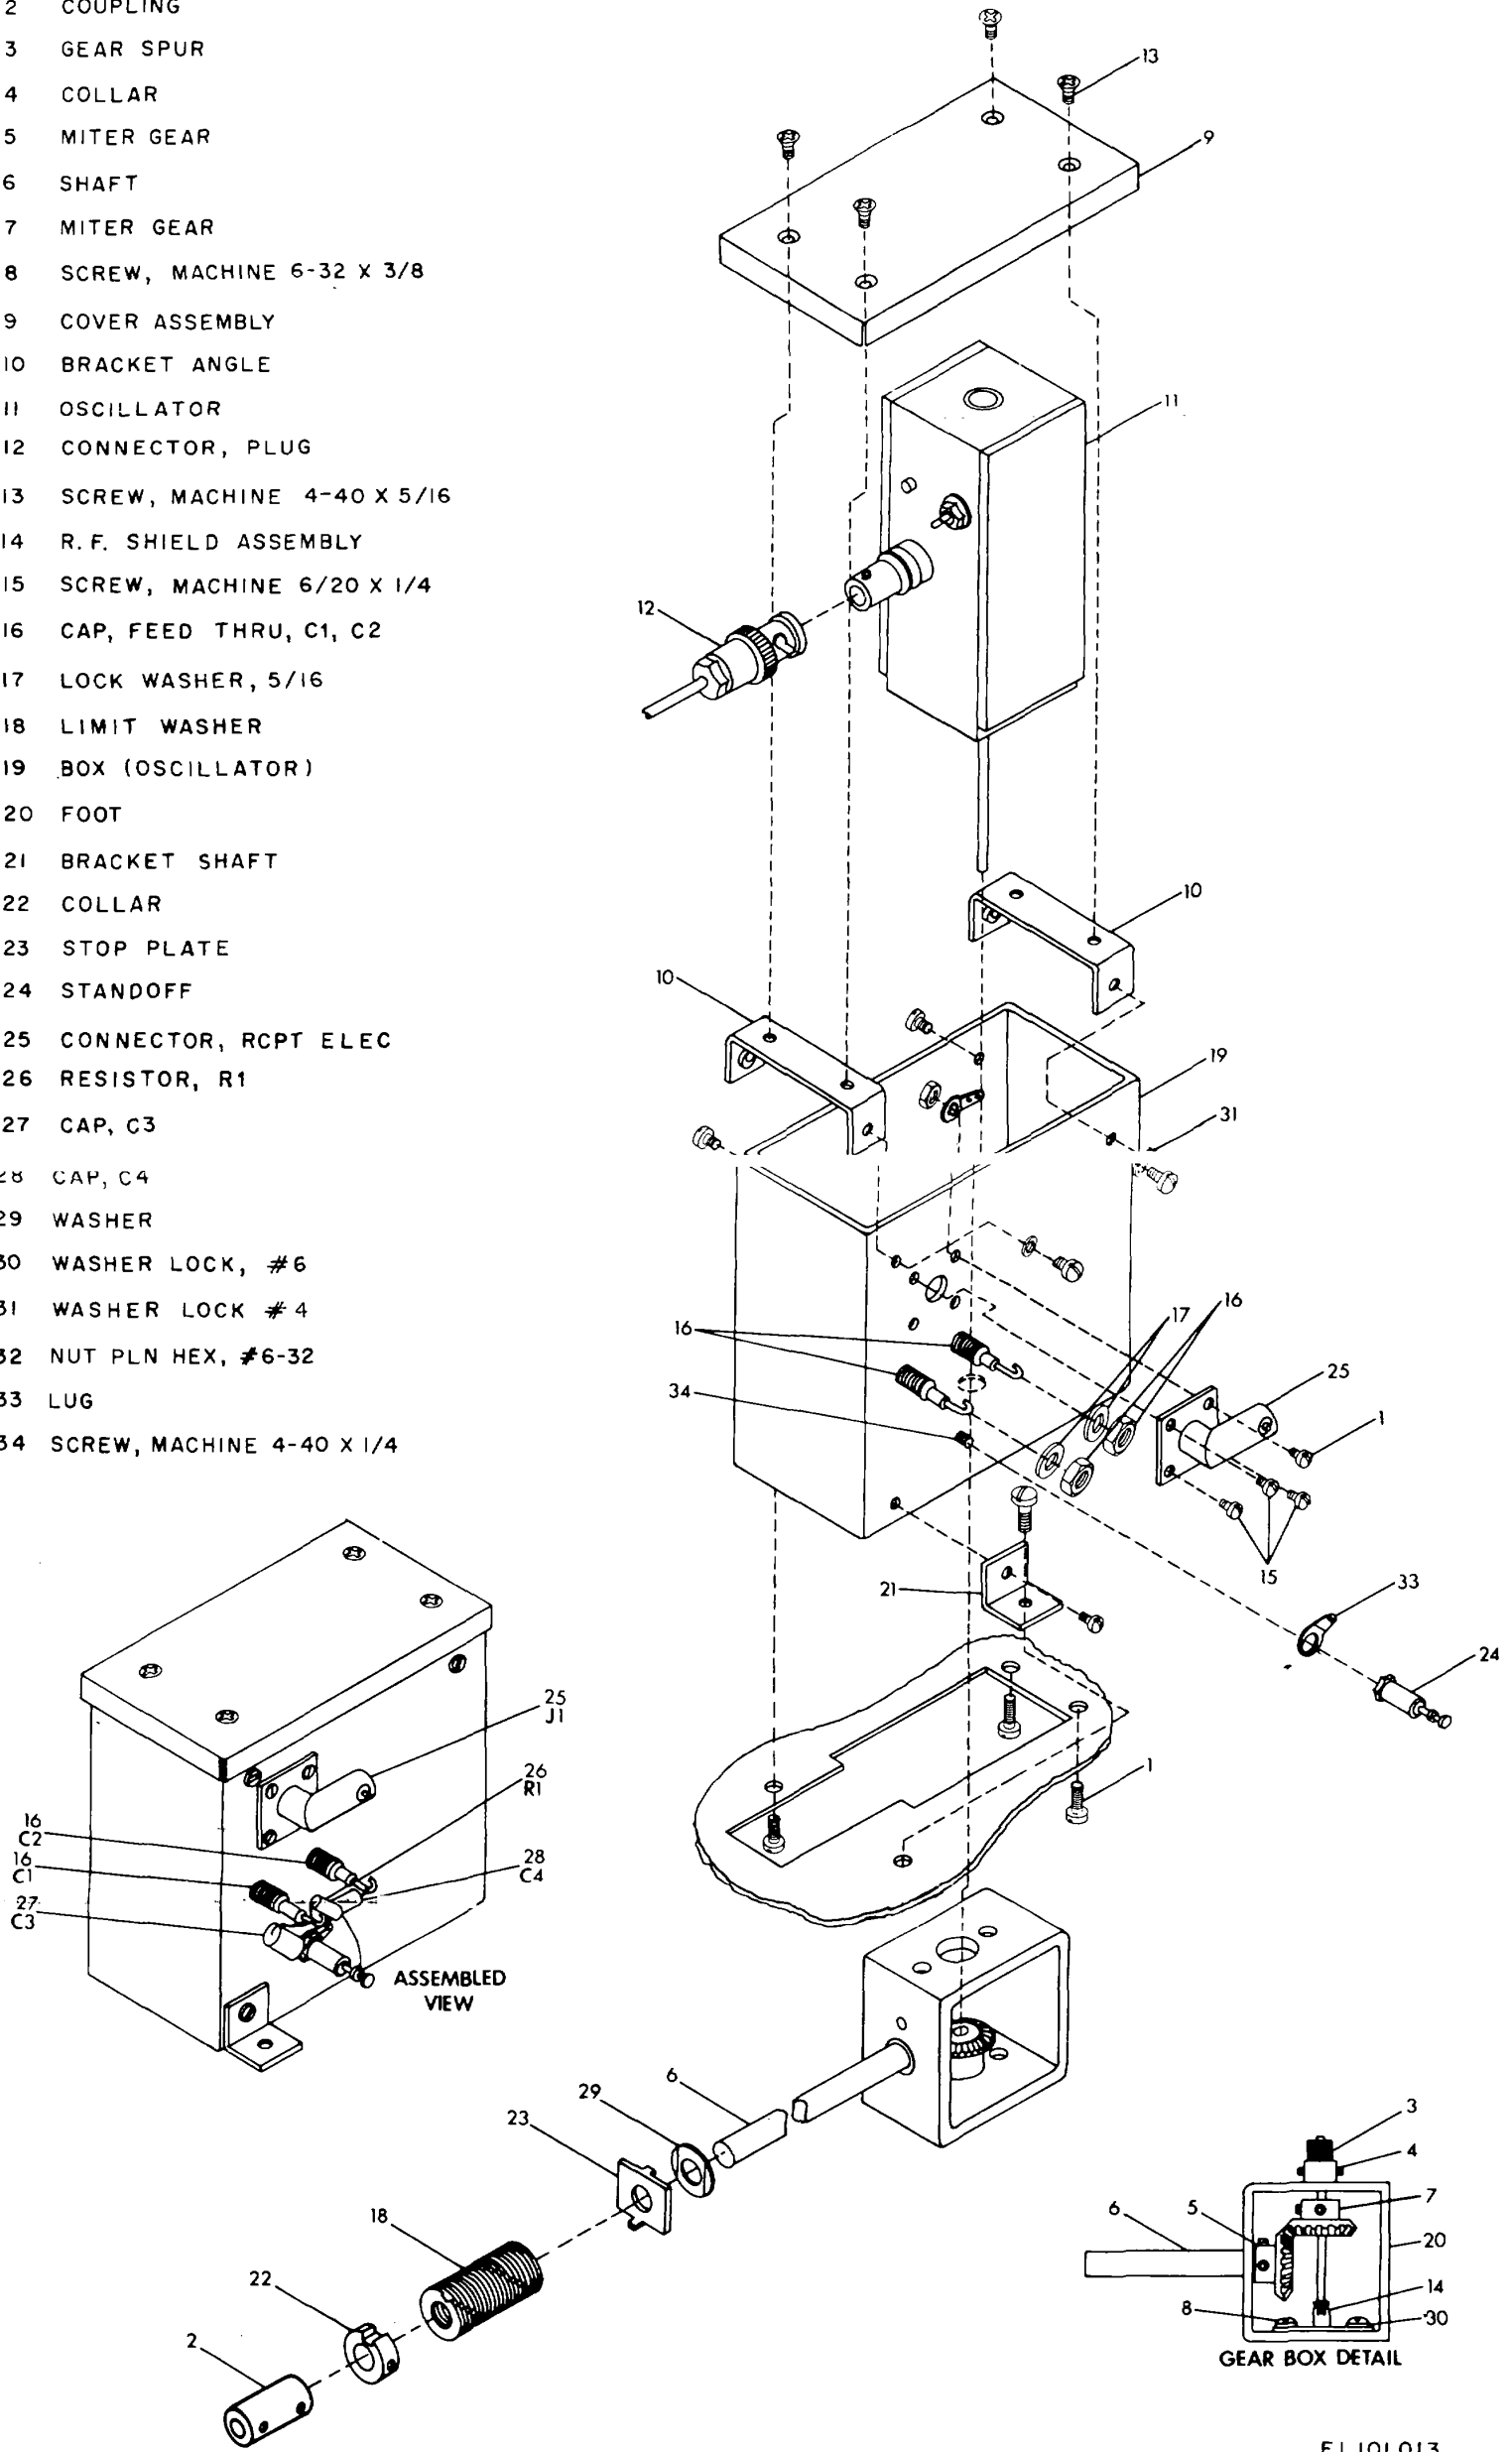 2 COUPLING
3 GEAR SPUR
4 COLLAR
5 MITER GEAR
6 SHAFT
7 MITER GEAR
8 SCREW, MACHINE 6-32 X 3/8
9 COVER ASSEMBLY
10 BRACKET ANGLE
11 OSCILLATOR
12 CONNECTOR, PLUG
13 SCREW, MACHINE 4-40 X 5/16
14 R.F. SHIELD ASSEMBLY
15 SCREW, MACHINE 6/20 X 1/4
16 CAP, FEED THRU, C1, C2
17 LOCK WASHER, 5/16
18 LIMIT WASHER
19 BOX (OSCILLATOR)
20 FOOT
21 BRACKET SHAFT
22 COLLAR
23 STOP PLATE
24 STANDOFF
25 CONNECTOR, RCPT ELEC
26 RESISTOR, R1
27 CAP, C3
28 CAP, C4
29 WASHER
30 WASHER LOCK, #6
31 WASHER LOCK #4
32 NUT PLN HEX, #6-32
33 LUG
34 SCREW, MACHINE 4-40 X 1/4
13
9
11
12
10
10
19
31
16
17
16
34
25
1
15
21
33
24
1
25
J1
26
R1
16
C2
16
C1
27
C3
28
C4
ASSEMBLED
VIEW
6
29
23
18
22
2
3
4
7
5
6
20
14
8
30
GEAR BOX DETAIL
EL1QL013